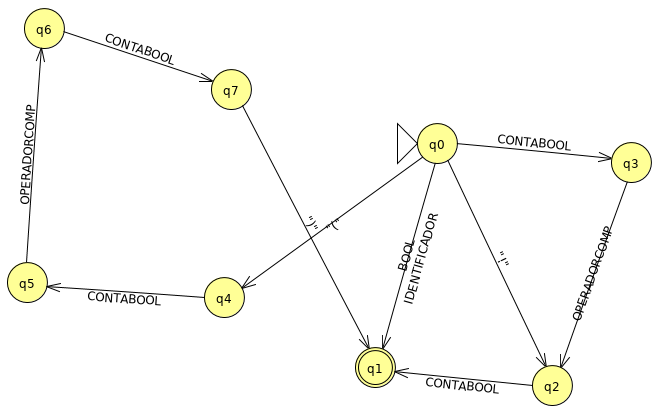 q6
CONTABOOL
q7
OPERADORCOMP
q0
CONTABOOL
q3
")"
"("
BOOL
IDENTIFICADOR
"!"
OPERADORCOMP
q5
CONTABOOL
q4
q1
CONTABOOL
q2